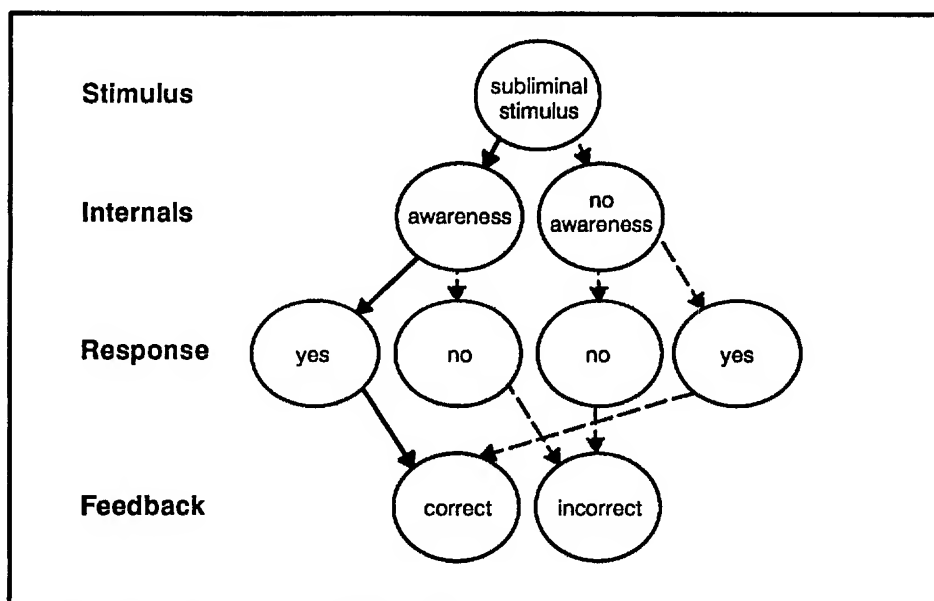 Stimulus
subliminal
stimulus
Internals
awareness
no
awareness
Response
yes
no
no
yes
Feedback
correct
incorrect